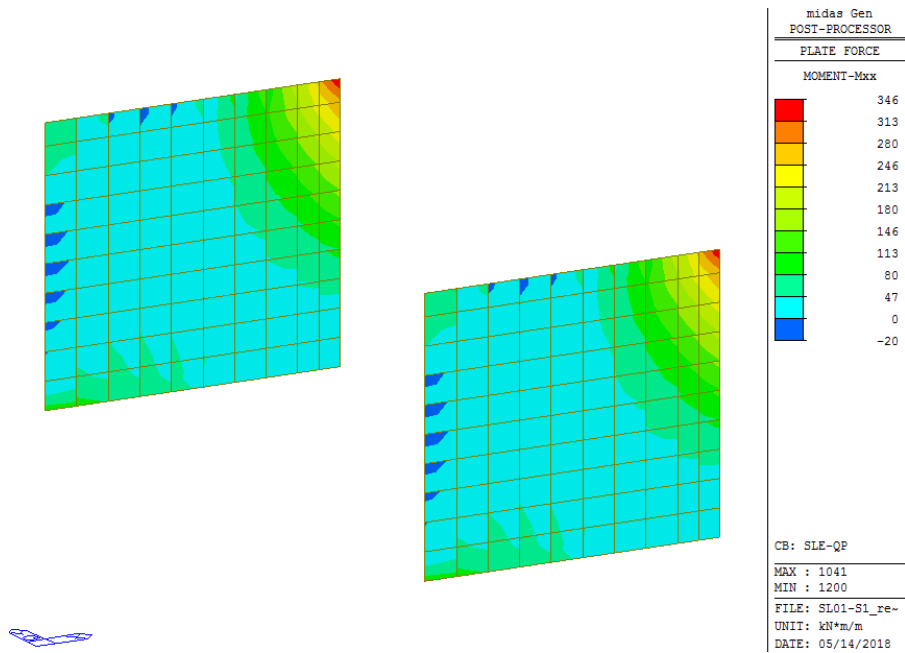 midas Gen
POST-PROCESSOR
PLATE FORCE
MOMENT-Mxx
346
313
280
246
213
180
146
113
80
47
0
-20
CB: SLE-QP
MAX : 1041
MIN : 1200
FILE: SL01-S1_re~
UNIT: kN*m/m
DATE: 05/14/2018